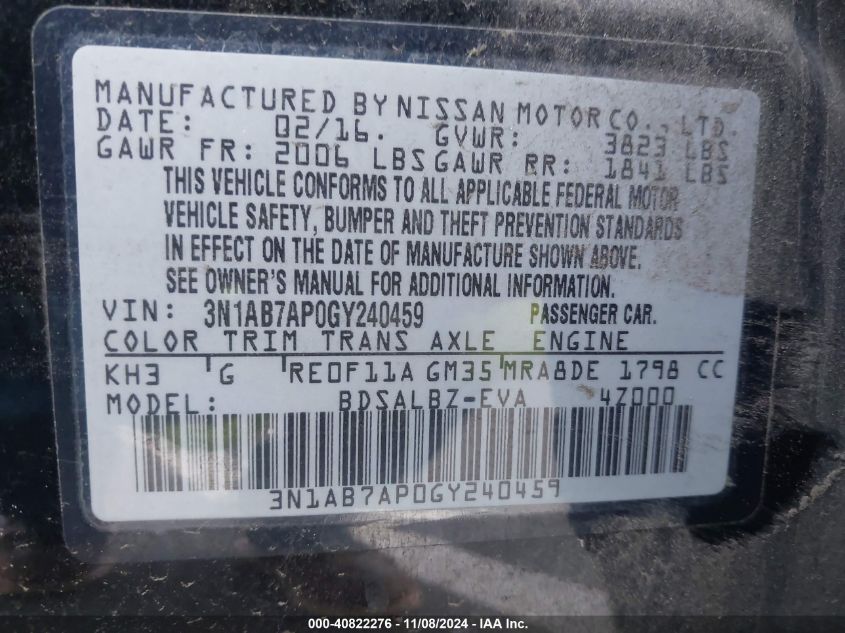 MANUFACTURED BY NISSAN MOTOR CO., LTD.
DATE: 02/16. GVWR: 3823 LBS
GAWR FR: 2006 LBS GAWR RR: 1841 LBS
THIS VEHICLE CONFORMS TO ALL APPLICABLE FEDERAL MOTOR
VEHICLE SAFETY, BUMPER AND THEFT PREVENTION STANDARDS
IN EFFECT ON THE DATE OF MANUFACTURE SHOWN ABOVE.
SEE OWNER'S MANUAL FOR ADDITIONAL INFORMATION.
VIN: 3N1AB7AP0GY240459 PASSENGER CAR.
COLOR TRIM TRANS AXLE ENGINE
KH3 G RE0F11A GM35 MRA8DE 1798 CC
MODEL: BDSALBZ-EVA 4Z000
3N1AB7AP0GY240459
000-40822276 - 11/08/2024 - IAA Inc.